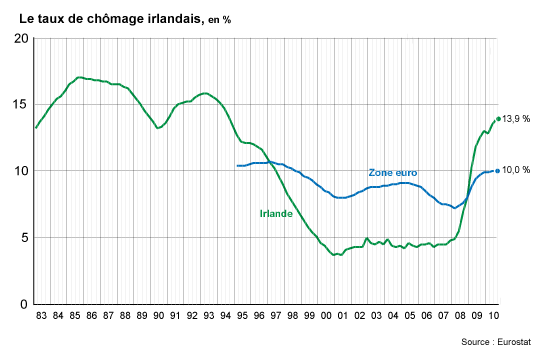 Le taux de chômage irlandais, en %
20
15
10
5
0
13,9 %
10,0 %
Zone euro
Irlande
83 84 85 86 87 88 89 90 91 92 93 94 95 96 97 98 99 00 01 02 03 04 05 06 07 08 09 10
Source : Eurostat